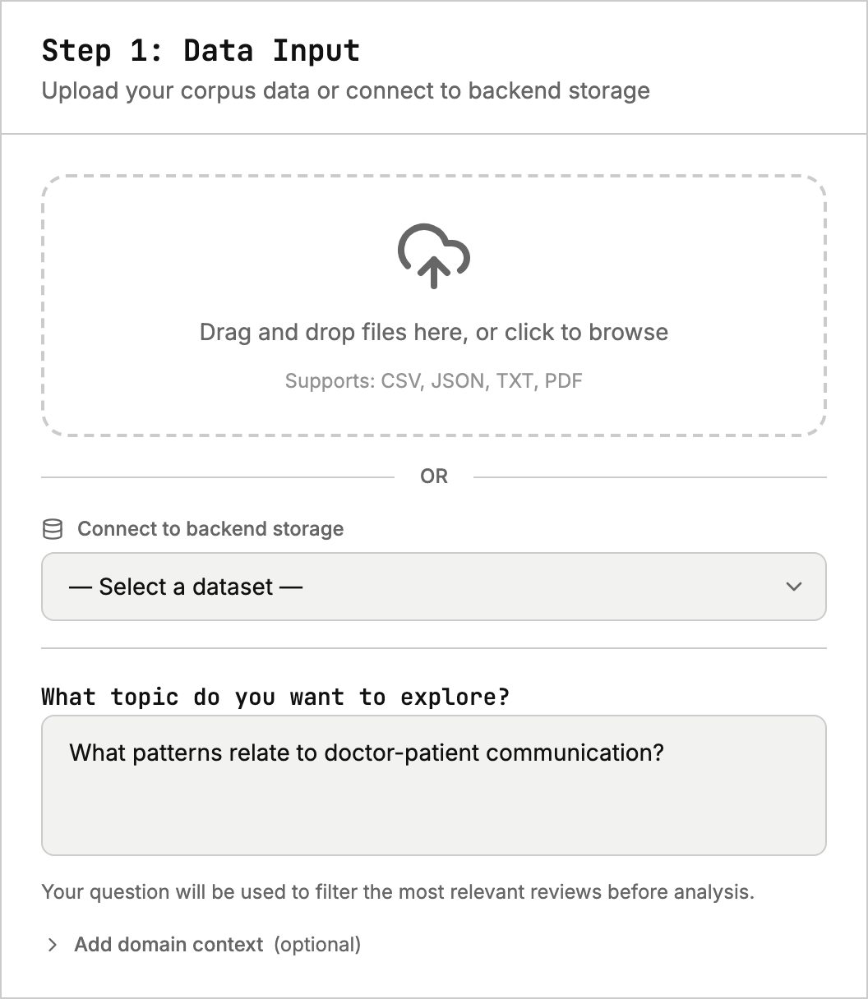 Step 1: Data Input
Upload your corpus data or connect to backend storage
Drag and drop files here, or click to browse
Supports: CSV, JSON, TXT, PDF
OR
Connect to backend storage
— Select a dataset —
What topic do you want to explore?
What patterns relate to doctor-patient communication?
Your question will be used to filter the most relevant reviews before analysis.
Add domain context (optional)